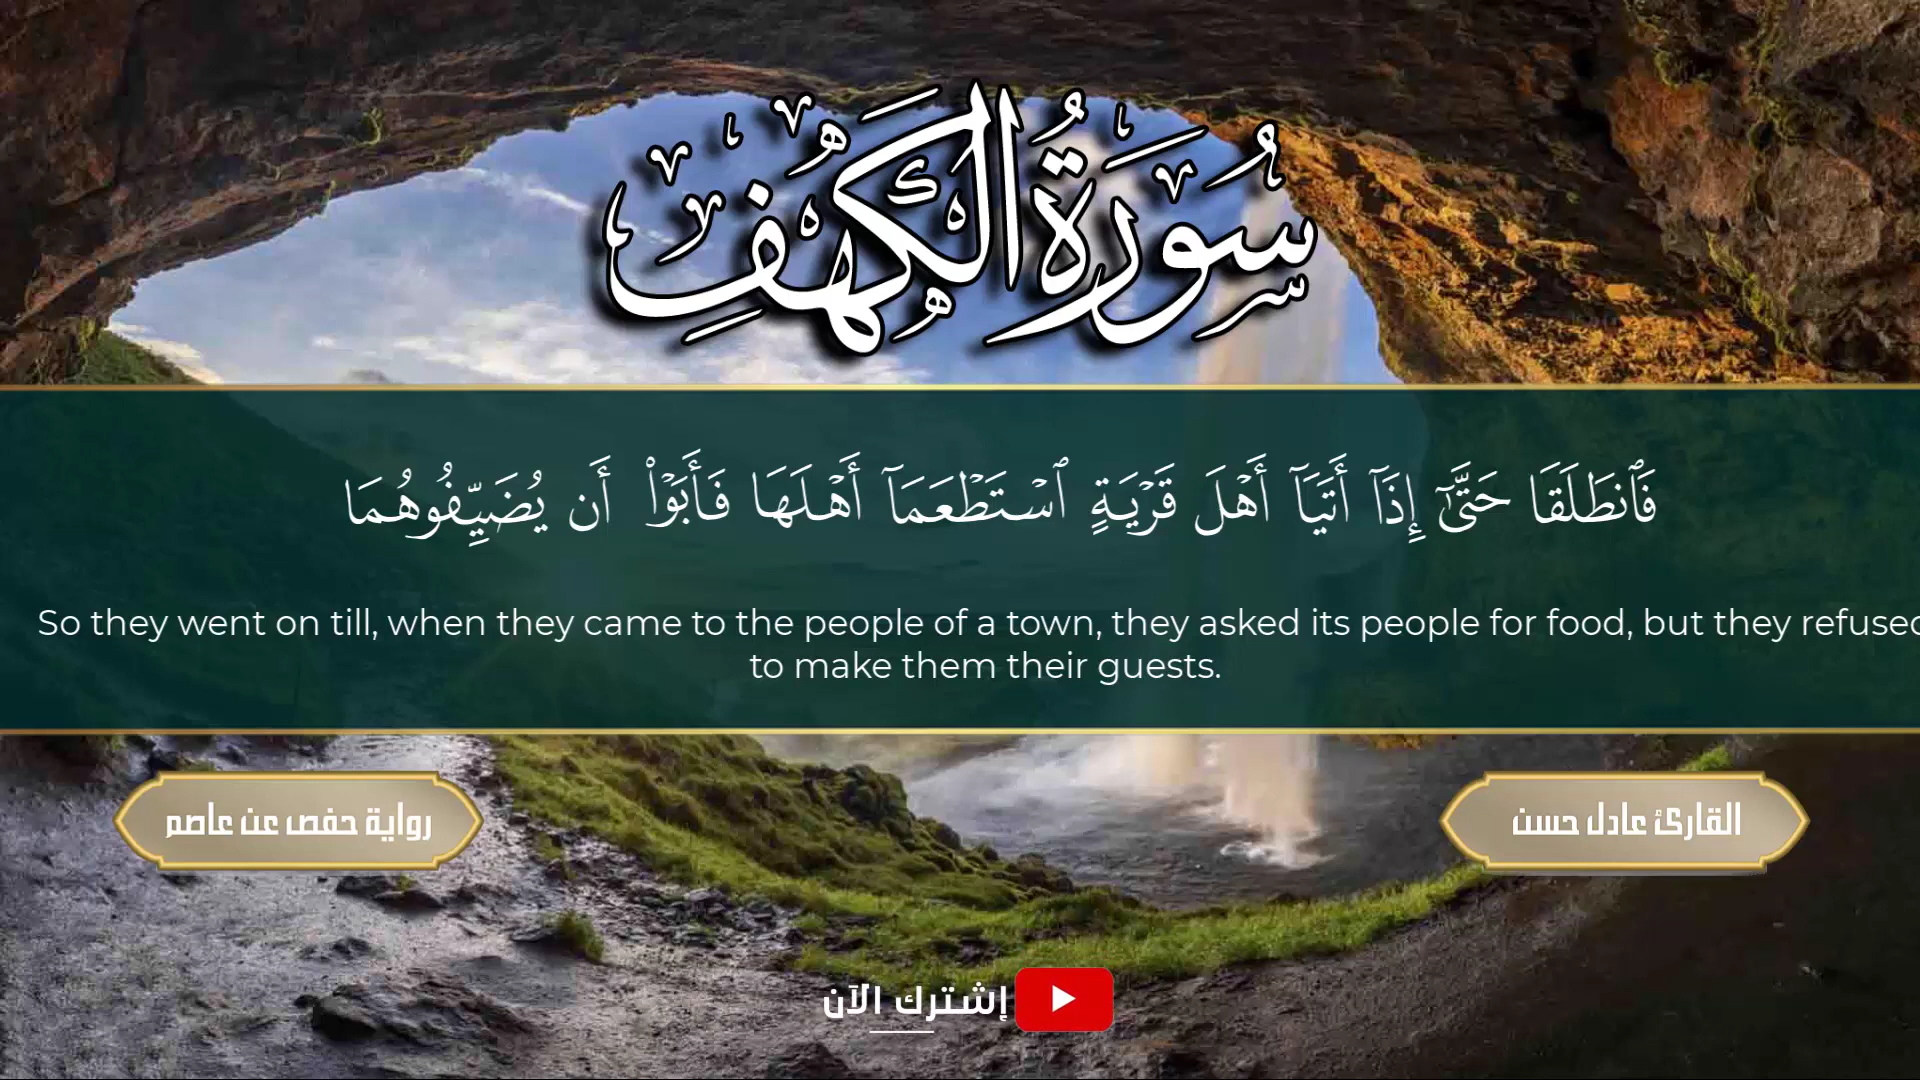 سُورَةُ الْكَهْفِ
فَٱنطَلَقَا حَتَّىٰٓ إِذَآ أَتَيَآ أَهْلَ قَرْيَةٍ ٱسْتَطْعَمَآ أَهْلَهَا فَأَبَوْا۟ أَن يُضَيِّفُوهُمَا
So they went on till, when they came to the people of a town, they asked its people for food, but they refused
to make them their guests.
القارئ عادل حسن
رواية حفص عن عاصم
إشترك الآن